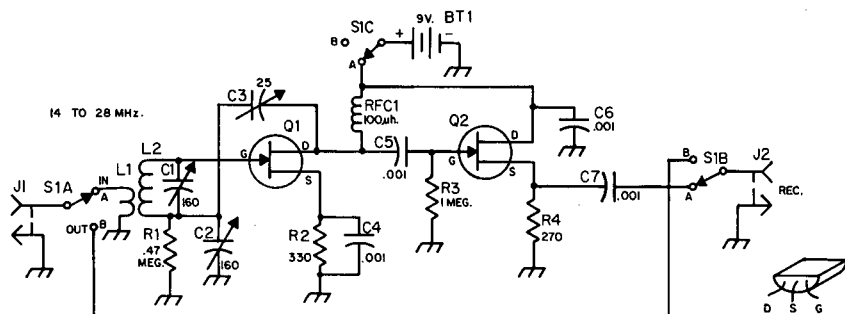 S1C
9V.
BT1
B
+
-
A
C3
25
14 TO 28 MHz.
RFC1
100µh.
Q1
Q2
C6
.001
L2
L1
C1
160
G
D
S
C5
.001
G
D
S
J1
S1A
IN
A
OUT
B
R1
.47
MEG.
C2
160
R2
330
C4
.001
R3
1 MEG.
R4
270
C7
.001
B
S1B
A
J2
REC.
D
S
G